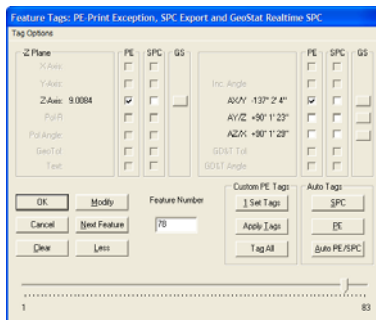 Feature Tags: PE-Print Exception, SPC Export and GeoStat Realtime SPC
Tag Options
Z Plane PE SPC GS PE SPC GS
X-Axis:
Y-Axis: Inc. Angle
Z-Axis: 9.0084 AX/Y -137° 2' 4"
Pol-R AY/Z +90° 1' 23"
Pol Angle: AZ/X +90° 1' 29"
GeoTol: GD&T Tol:
Text: GD&T Angle
OK Modify Feature Number Custom PE Tags Auto Tags
1 Set Tags SPC
Cancel Next Feature 78 Apply Tags PE
Clear Less Tag All Auto PE/SPC
1 83